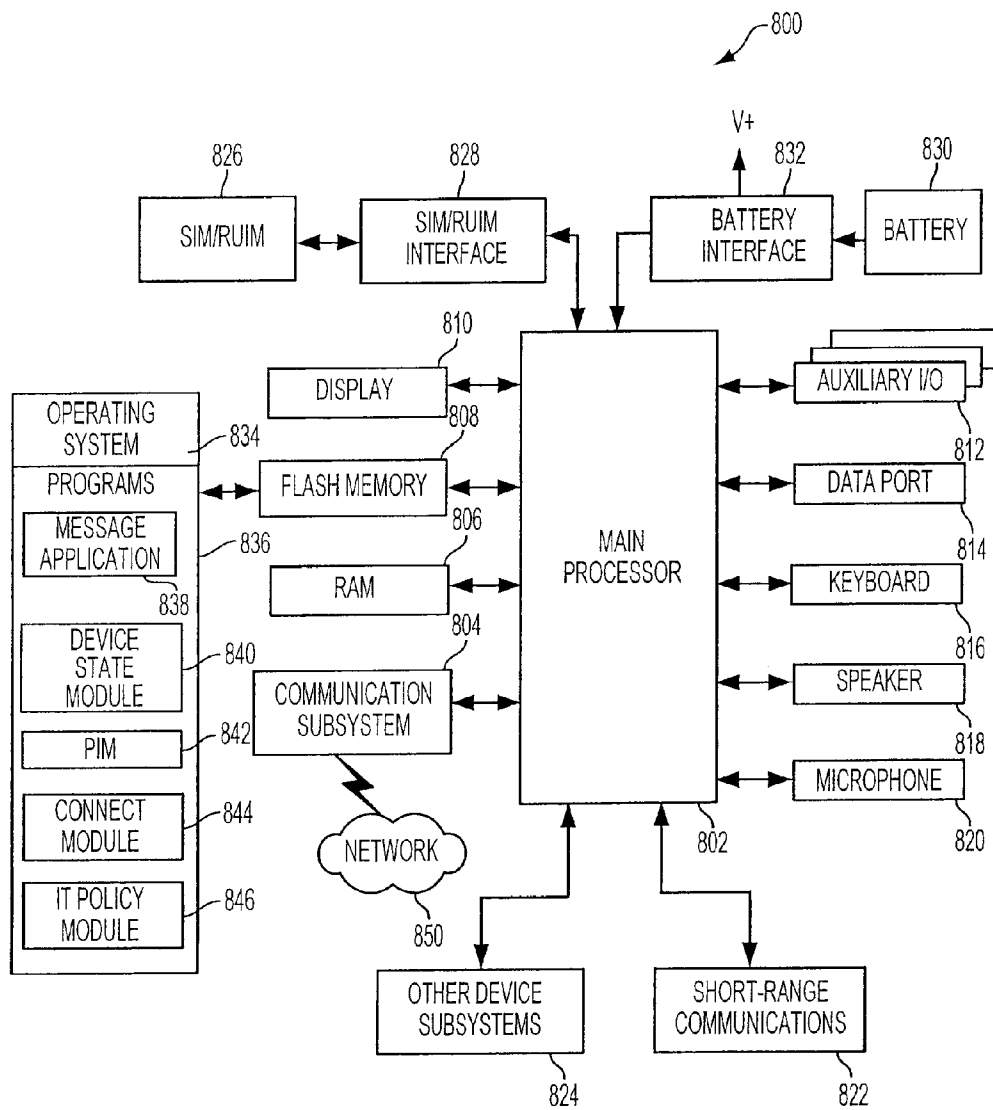 800
V+
826
828
832
830
SIM/RUIM
SIM/RUIM
INTERFACE
BATTERY
INTERFACE
BATTERY
810
DISPLAY
AUXILIARY I/O
812
OPERATING
SYSTEM
834
808
PROGRAMS
FLASH MEMORY
DATA PORT
814
MESSAGE
APPLICATION
838
836
806
MAIN
PROCESSOR
RAM
KEYBOARD
816
804
DEVICE
STATE
MODULE
840
COMMUNICATION
SUBSYSTEM
SPEAKER
818
PIM
842
MICROPHONE
820
CONNECT
MODULE
844
NETWORK
850
802
IT POLICY
MODULE
846
OTHER DEVICE
SUBSYSTEMS
824
SHORT-RANGE
COMMUNICATIONS
822